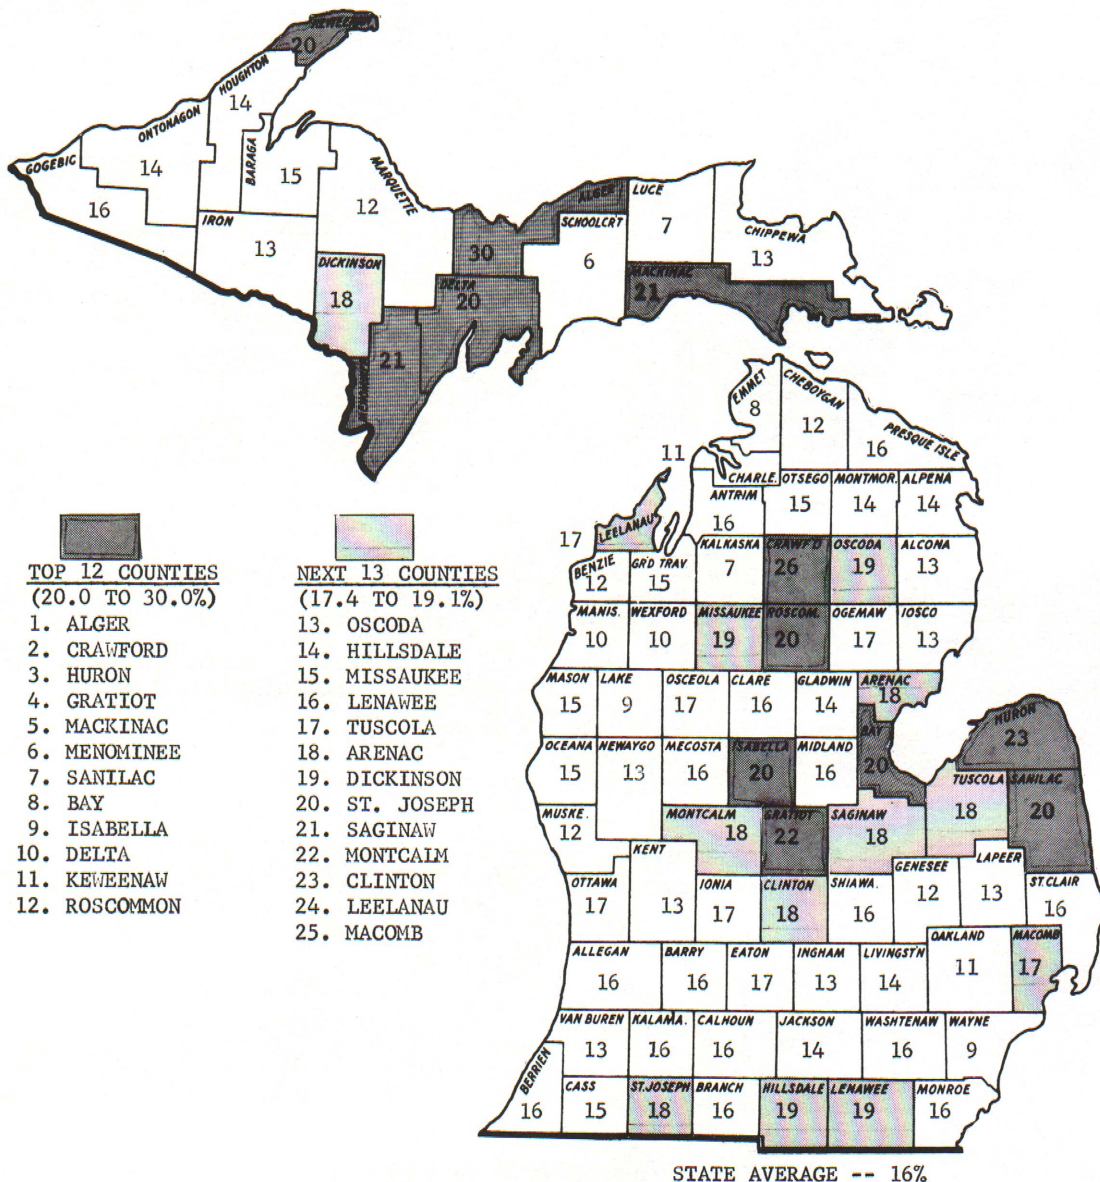 KEWEENAW
20
HOUGHTON
14
ONTONAGON
14
GOGEBIC
16
BARAGA
15
MARQUETTE
12
IRON
13
DICKINSON
18
ALGER
30
SCHOOLCRT
6
LUCE
7
CHIPPEWA
13
MACKINAC
21
DELTA
20
MENOMINEE
21
EMMET
8
CHEBOYGAN
12
PRESQUE ISLE
16
11
CHARLE.
ANTRIM
16
OTSEGO
15
MONTMOR.
14
ALPENA
14
17
LEELANAU
BENZIE
12
GR'D TRAV
15
KALKASKA
7
CRAWF'D
26
OSCODA
19
ALCONA
13
MANIS.
10
WEXFORD
10
MISSAUKEE
19
ROSCOM.
20
OGEMAW
17
IOSCO
13
MASON
15
LAKE
9
OSCEOLA
17
CLARE
16
GLADWIN
14
ARENAC
18
OCEANA
15
NEWAYGO
13
MECOSTA
16
ISABELLA
20
MIDLAND
16
BAY
20
HURON
23
MUSKE.
12
MONTCALM
18
GRATIOT
22
SAGINAW
18
TUSCOLA
18
SANILAC
20
KENT
13
OTTAWA
17
IONIA
17
CLINTON
18
SHIAWA.
16
GENESEE
12
LAPEER
13
ST.CLAIR
16
ALLEGAN
16
BARRY
16
EATON
17
INGHAM
13
LIVINGST'N
14
OAKLAND
11
MACOMB
17
VAN BUREN
13
KALAMA.
16
CALHOUN
16
JACKSON
14
WASHTENAW
16
WAYNE
9
BERRIEN
16
CASS
15
ST.JOSEPH
18
BRANCH
16
HILLSDALE
19
LENAWEE
19
MONROE
16
TOP 12 COUNTIES
(20.0 TO 30.0%)
1. ALGER
2. CRAWFORD
3. HURON
4. GRATIOT
5. MACKINAC
6. MENOMINEE
7. SANILAC
8. BAY
9. ISABELLA
10. DELTA
11. KEWEENAW
12. ROSCOMMON
NEXT 13 COUNTIES
(17.4 TO 19.1%)
13. OSCODA
14. HILLSDALE
15. MISSAUKEE
16. LENAWEE
17. TUSCOLA
18. ARENAC
19. DICKINSON
20. ST. JOSEPH
21. SAGINAW
22. MONTCALM
23. CLINTON
24. LEELANAU
25. MACOMB
STATE AVERAGE -- 16%